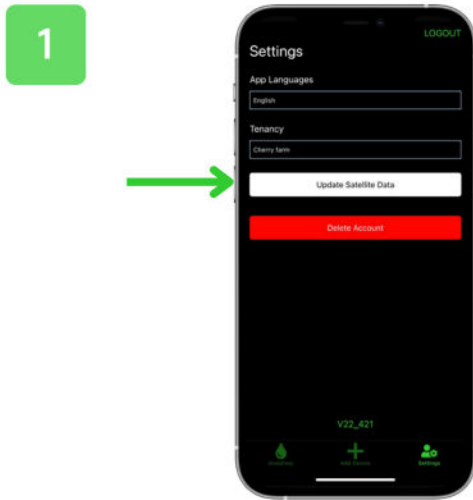 1
LOGOUT
Settings
App Languages
English
Tenancy
Cherry farm
Update Satellite Data
Delete Account
V22_421
Add Device
Settings